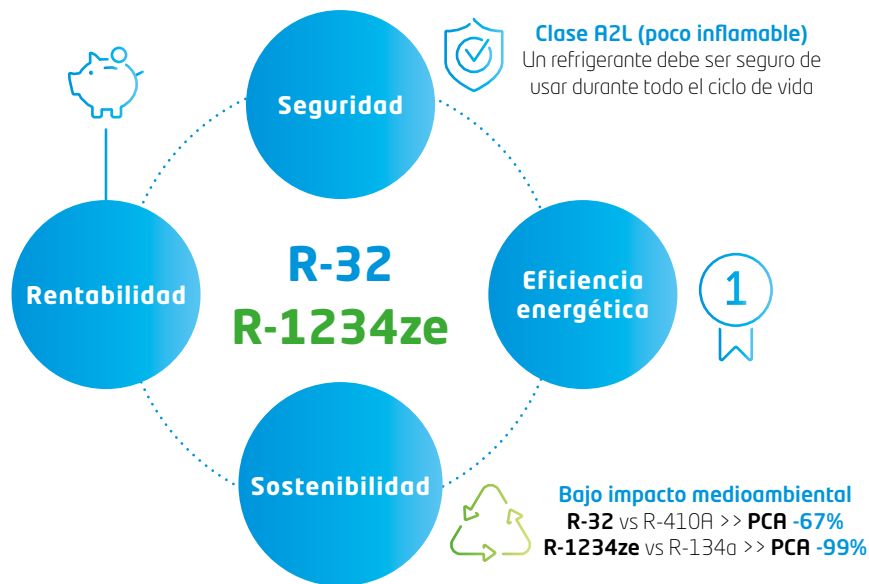 Clase A2L (poco inflamable)
Un refrigerante debe ser seguro de
usar durante todo el ciclo de vida
Seguridad
R-32
R-1234ze
Rentabilidad
Eficiencia
energética
1
Sostenibilidad
Bajo impacto medioambiental
R-32 vs R-410A >> PCA -67%
R-1234ze vs R-134a >> PCA -99%